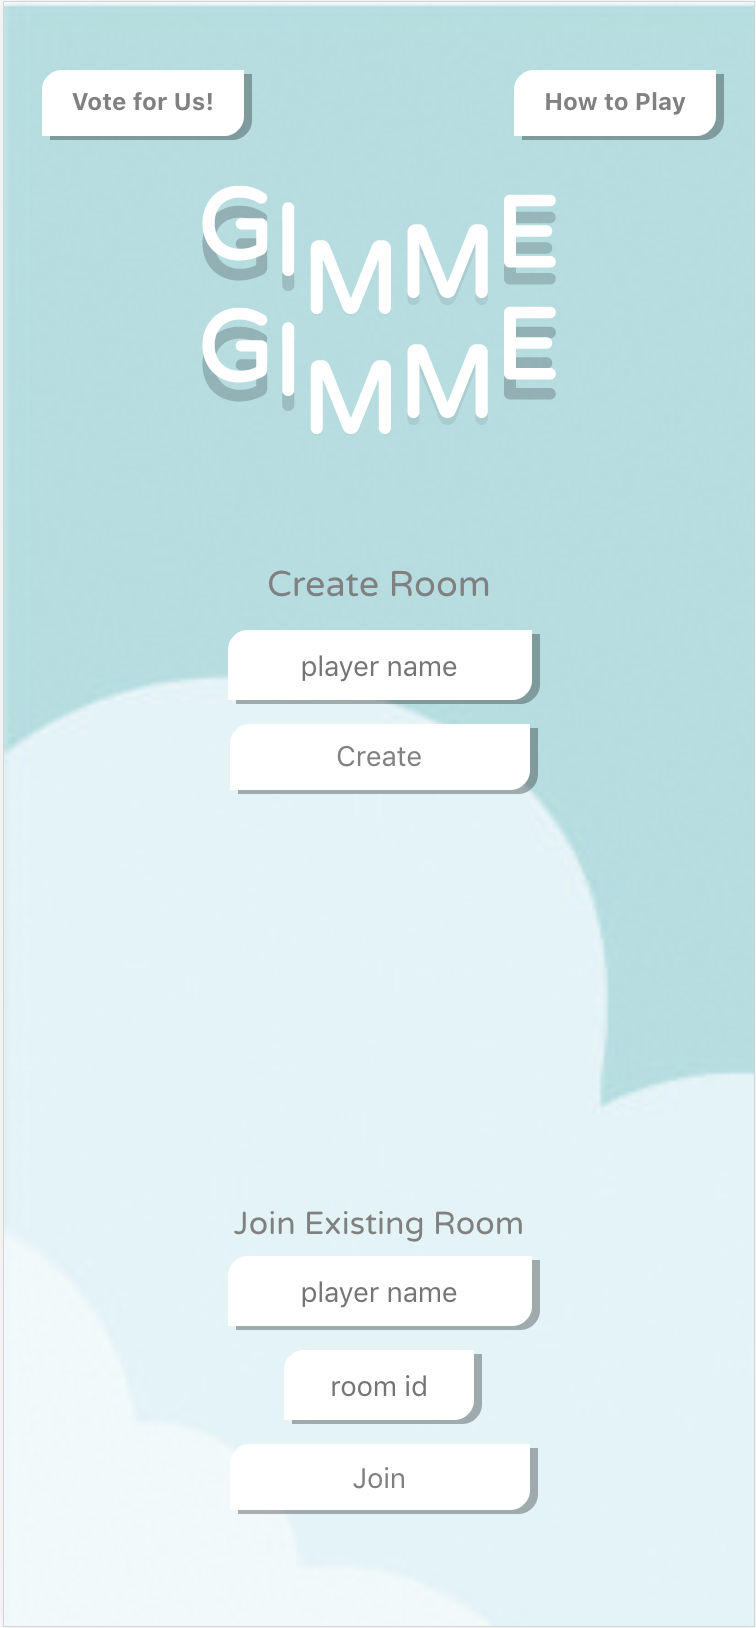 Vote for Us!
How to Play
GIMME
GIMME
Create Room
player name
Create
Join Existing Room
player name
room id
Join